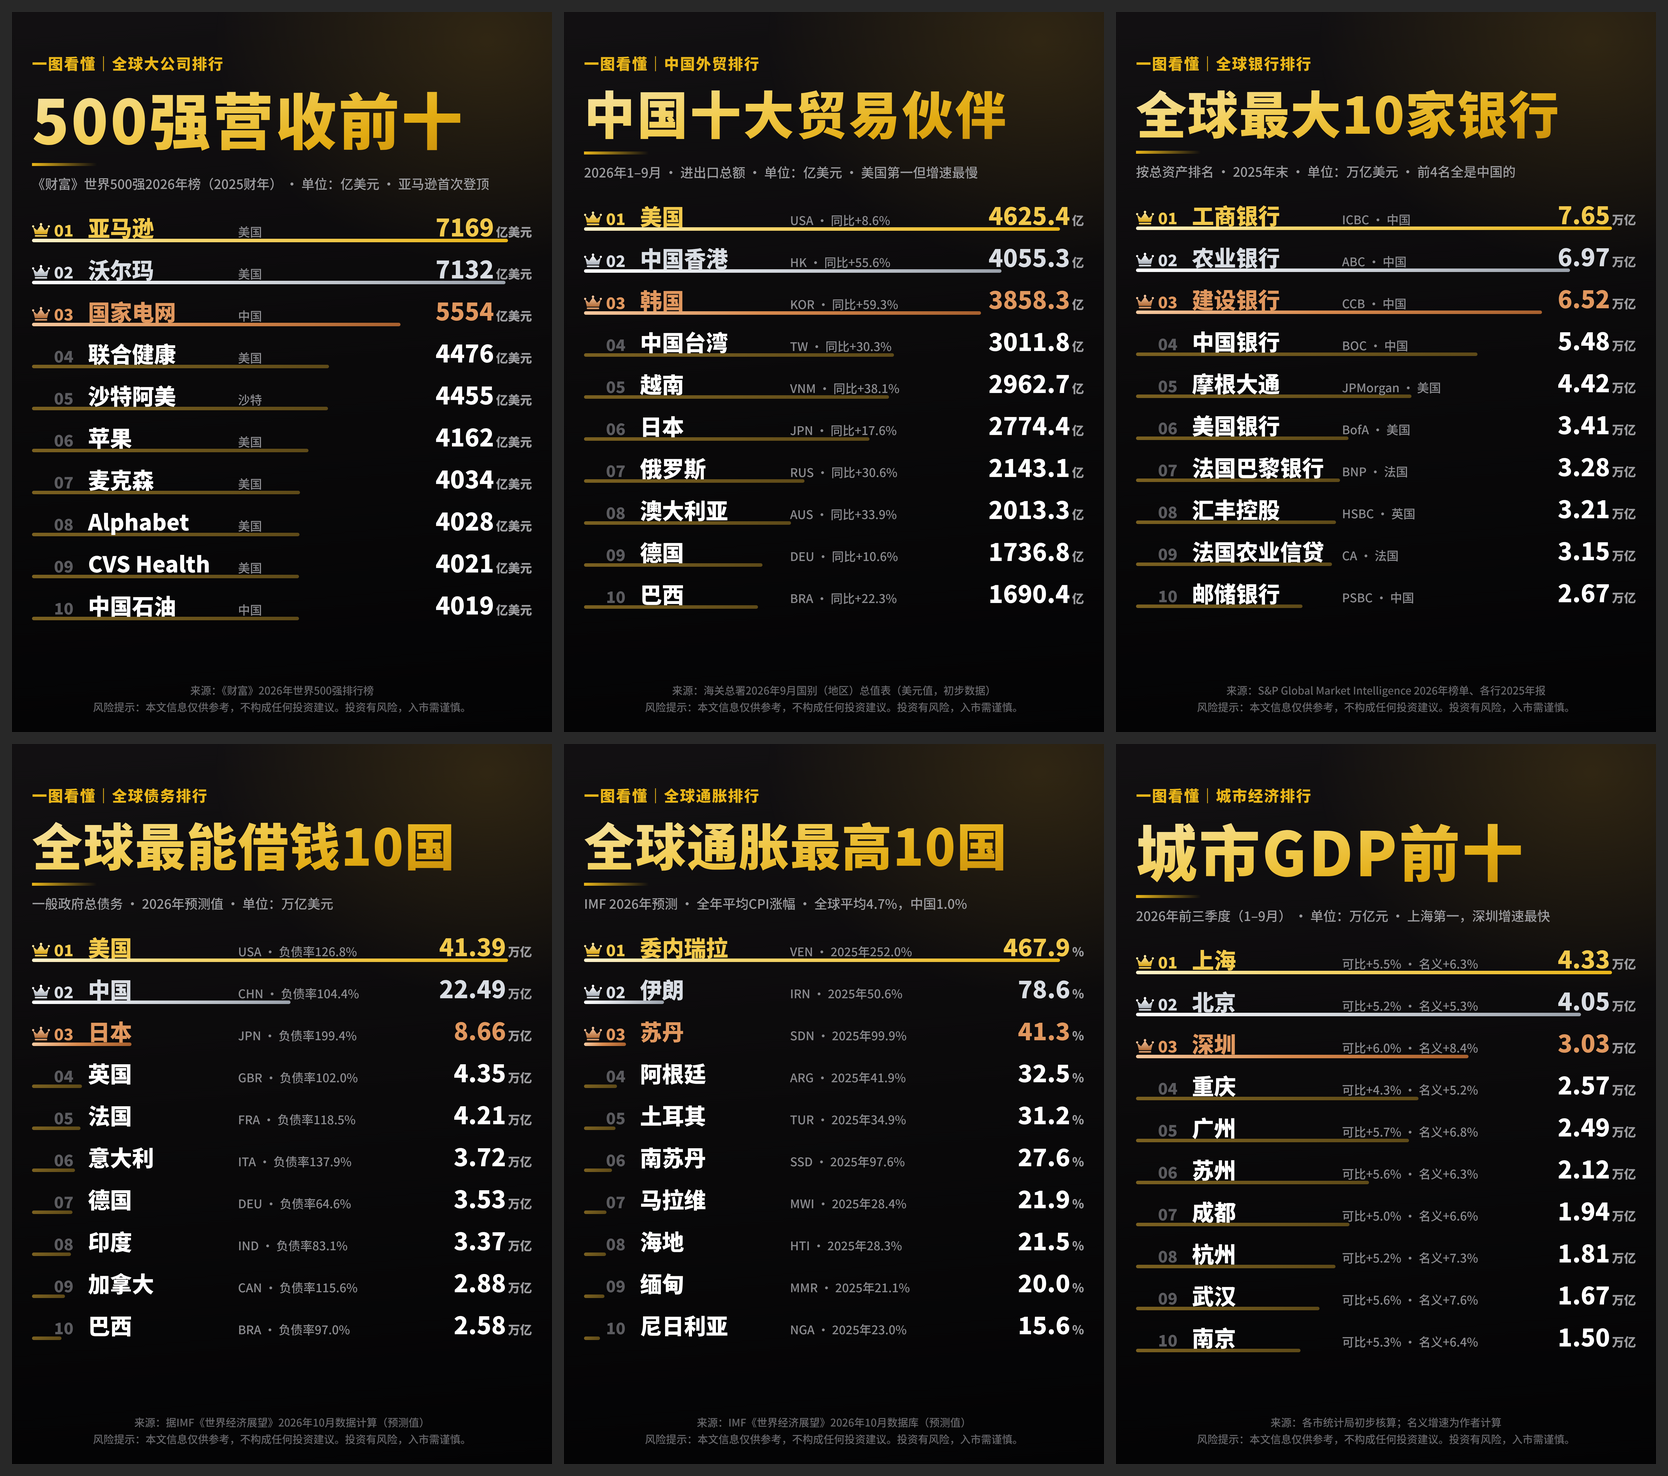 一图看懂｜全球大公司排行
500强营收前十
《财富》世界500强2026年榜（2025财年） · 单位：亿美元 · 亚马逊首次登顶
01 亚马逊 美国 7169亿美元
02 沃尔玛 美国 7132亿美元
03 国家电网 中国 5554亿美元
04 联合健康 美国 4476亿美元
05 沙特阿美 沙特 4455亿美元
06 苹果 美国 4162亿美元
07 麦克森 美国 4034亿美元
08 Alphabet 美国 4028亿美元
09 CVS Health 美国 4021亿美元
10 中国石油 中国 4019亿美元
来源：《财富》2026年世界500强排行榜
风险提示：本文信息仅供参考，不构成任何投资建议。投资有风险，入市需谨慎。
一图看懂｜中国外贸排行
中国十大贸易伙伴
2026年1–9月 · 进出口总额 · 单位：亿美元 · 美国第一但增速最慢
01 美国 USA · 同比+8.6% 4625.4亿
02 中国香港 HK · 同比+55.6% 4055.3亿
03 韩国 KOR · 同比+59.3% 3858.3亿
04 中国台湾 TW · 同比+30.3% 3011.8亿
05 越南 VNM · 同比+38.1% 2962.7亿
06 日本 JPN · 同比+17.6% 2774.4亿
07 俄罗斯 RUS · 同比+30.6% 2143.1亿
08 澳大利亚 AUS · 同比+33.9% 2013.3亿
09 德国 DEU · 同比+10.6% 1736.8亿
10 巴西 BRA · 同比+22.3% 1690.4亿
来源：海关总署2026年9月国别（地区）总值表（美元值，初步数据）
风险提示：本文信息仅供参考，不构成任何投资建议。投资有风险，入市需谨慎。
一图看懂｜全球银行排行
全球最大10家银行
按总资产排名 · 2025年末 · 单位：万亿美元 · 前4名全是中国的
01 工商银行 ICBC · 中国 7.65万亿
02 农业银行 ABC · 中国 6.97万亿
03 建设银行 CCB · 中国 6.52万亿
04 中国银行 BOC · 中国 5.48万亿
05 摩根大通 JPMorgan · 美国 4.42万亿
06 美国银行 BofA · 美国 3.41万亿
07 法国巴黎银行 BNP · 法国 3.28万亿
08 汇丰控股 HSBC · 英国 3.21万亿
09 法国农业信贷 CA · 法国 3.15万亿
10 邮储银行 PSBC · 中国 2.67万亿
来源：S&P Global Market Intelligence 2026年榜单、各行2025年报
风险提示：本文信息仅供参考，不构成任何投资建议。投资有风险，入市需谨慎。
一图看懂｜全球债务排行
全球最能借钱10国
一般政府总债务 · 2026年预测值 · 单位：万亿美元
01 美国 USA · 负债率126.8% 41.39万亿
02 中国 CHN · 负债率104.4% 22.49万亿
03 日本 JPN · 负债率199.4% 8.66万亿
04 英国 GBR · 负债率102.0% 4.35万亿
05 法国 FRA · 负债率118.5% 4.21万亿
06 意大利 ITA · 负债率137.9% 3.72万亿
07 德国 DEU · 负债率64.6% 3.53万亿
08 印度 IND · 负债率83.1% 3.37万亿
09 加拿大 CAN · 负债率115.6% 2.88万亿
10 巴西 BRA · 负债率97.0% 2.58万亿
来源：据IMF《世界经济展望》2026年10月数据计算（预测值）
风险提示：本文信息仅供参考，不构成任何投资建议。投资有风险，入市需谨慎。
一图看懂｜全球通胀排行
全球通胀最高10国
IMF 2026年预测 · 全年平均CPI涨幅 · 全球平均4.7%，中国1.0%
01 委内瑞拉 VEN · 2025年252.0% 467.9%
02 伊朗 IRN · 2025年50.6% 78.6%
03 苏丹 SDN · 2025年99.9% 41.3%
04 阿根廷 ARG · 2025年41.9% 32.5%
05 土耳其 TUR · 2025年34.9% 31.2%
06 南苏丹 SSD · 2025年97.6% 27.6%
07 马拉维 MWI · 2025年28.4% 21.9%
08 海地 HTI · 2025年28.3% 21.5%
09 缅甸 MMR · 2025年21.1% 20.0%
10 尼日利亚 NGA · 2025年23.0% 15.6%
来源：IMF《世界经济展望》2026年10月数据库（预测值）
风险提示：本文信息仅供参考，不构成任何投资建议。投资有风险，入市需谨慎。
一图看懂｜城市经济排行
城市GDP前十
2026年前三季度（1–9月） · 单位：万亿元 · 上海第一，深圳增速最快
01 上海 可比+5.5% · 名义+6.3% 4.33万亿
02 北京 可比+5.2% · 名义+5.3% 4.05万亿
03 深圳 可比+6.0% · 名义+8.4% 3.03万亿
04 重庆 可比+4.3% · 名义+5.2% 2.57万亿
05 广州 可比+5.7% · 名义+6.8% 2.49万亿
06 苏州 可比+5.6% · 名义+6.3% 2.12万亿
07 成都 可比+5.0% · 名义+6.6% 1.94万亿
08 杭州 可比+5.2% · 名义+7.3% 1.81万亿
09 武汉 可比+5.6% · 名义+7.6% 1.67万亿
10 南京 可比+5.3% · 名义+6.4% 1.50万亿
来源：各市统计局初步核算；名义增速为作者计算
风险提示：本文信息仅供参考，不构成任何投资建议。投资有风险，入市需谨慎。